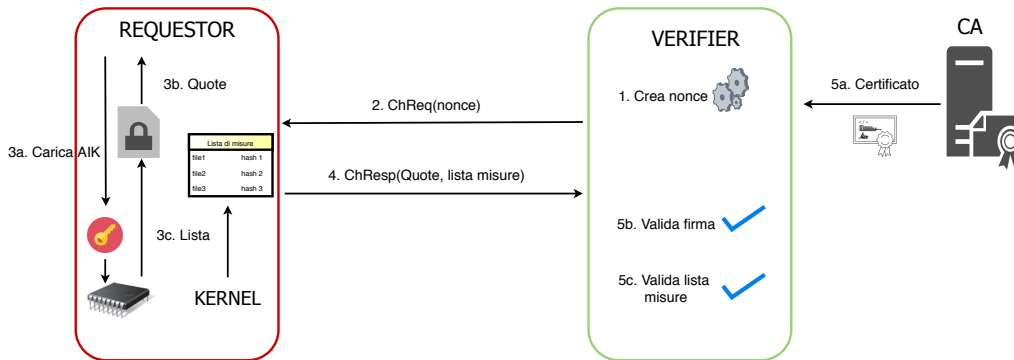 REQUESTOR
VERIFIER
CA
3b. Quote
3a. Carica AIK
Lista di misure
file1 hash 1
file2 hash 2
file3 hash 3
3c. Lista
KERNEL
2. ChReq(nonce)
4. ChResp(Quote, lista misure)
1. Crea nonce
5a. Certificato
5b. Valida firma
5c. Valida lista
misure